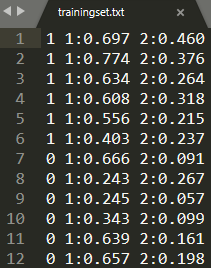 trainingset.txt ×
1 1 1:0.697 2:0.460
2 1 1:0.774 2:0.376
3 1 1:0.634 2:0.264
4 1 1:0.608 2:0.318
5 1 1:0.556 2:0.215
6 1 1:0.403 2:0.237
7 0 1:0.666 2:0.091
8 0 1:0.243 2:0.267
9 0 1:0.245 2:0.057
10 0 1:0.343 2:0.099
11 0 1:0.639 2:0.161
12 0 1:0.657 2:0.198